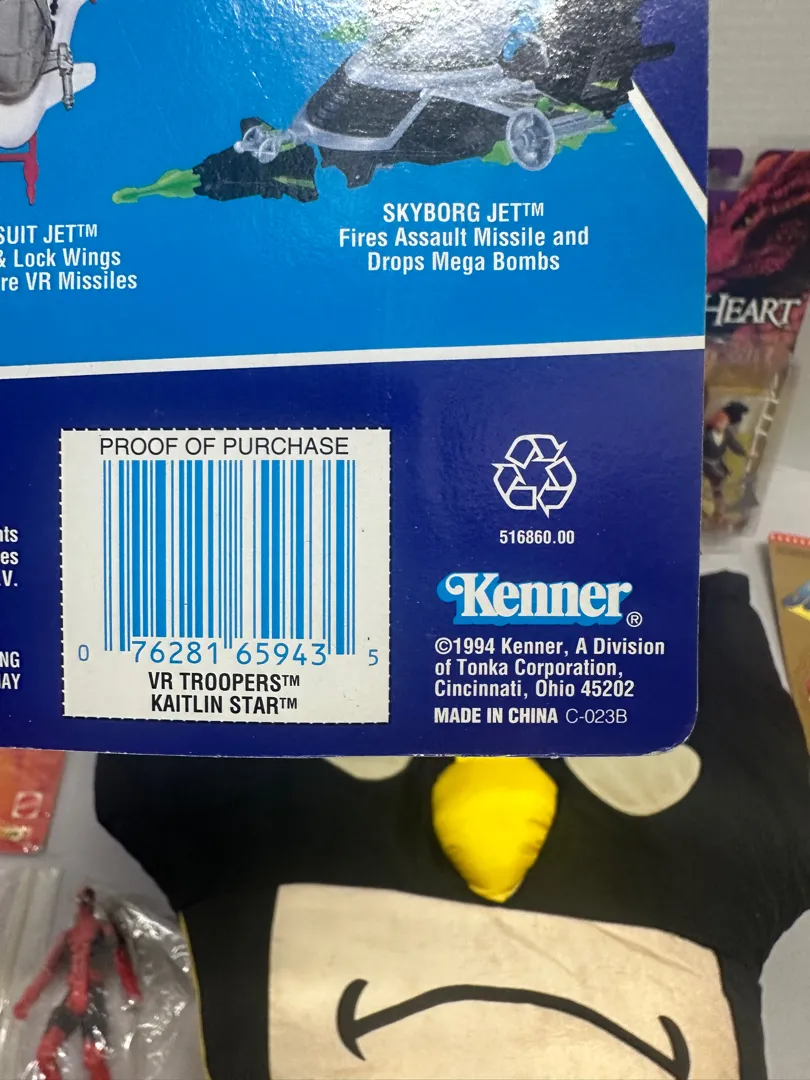 SUIT JET™
& Lock Wings
re VR Missiles
SKYBORG JET™
Fires Assault Missile and
Drops Mega Bombs
HEART
PROOF OF PURCHASE
0 76281 65943 5
VR TROOPERS™
KAITLIN STAR™
nts
es
.V.
NG
AY
516860.00
Kenner®
©1994 Kenner, A Division
of Tonka Corporation,
Cincinnati, Ohio 45202
MADE IN CHINA C-023B